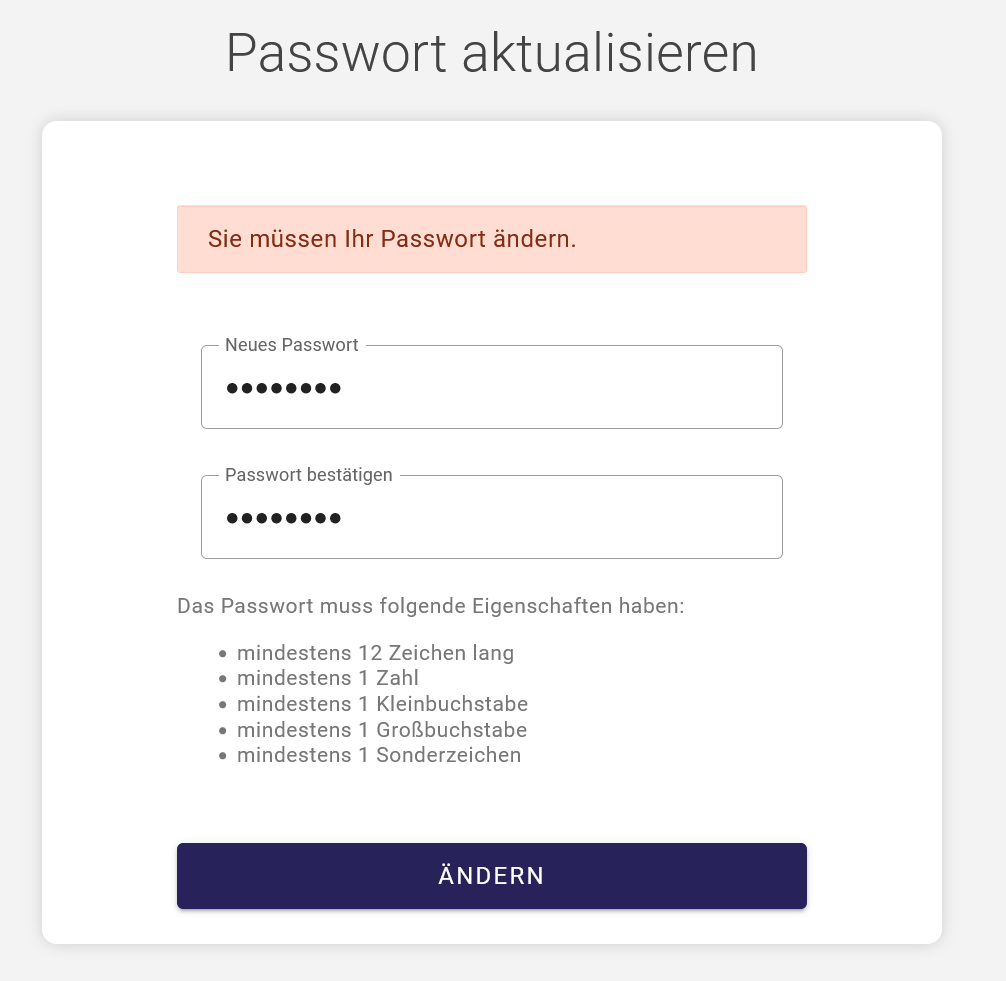 Passwort aktualisieren
Sie müssen Ihr Passwort ändern.
Neues Passwort
••••••••
Passwort bestätigen
••••••••
Das Passwort muss folgende Eigenschaften haben:
• mindestens 12 Zeichen lang
• mindestens 1 Zahl
• mindestens 1 Kleinbuchstabe
• mindestens 1 Großbuchstabe
• mindestens 1 Sonderzeichen
ÄNDERN